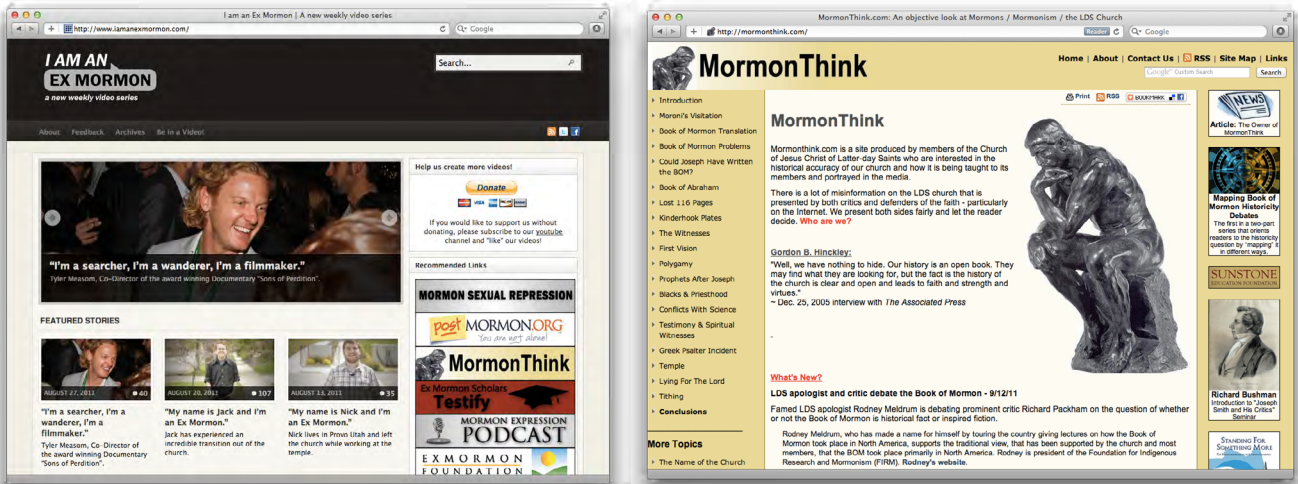 I am an Ex Mormon | A new weekly video series
http://www.iamanexmormon.com/
Google
I AM AN
EX MORMON
a new weekly video series
Search...
About Feedback Archives Be in a Video!
"I'm a searcher, I'm a wanderer, I'm a filmmaker."
Tyler Measom, Co-Director of the award winning Documentary "Sons of Perdition".
FEATURED STORIES
AUGUST 27, 2011 40
"I'm a searcher, I'm a
wanderer, I'm a
filmmaker."
Tyler Measom, Co-Director of
the award winning Documentary
"Sons of Perdition".
AUGUST 20, 2011 107
"My name is Jack and I'm
an Ex Mormon."
Jack has experienced an
incredible transition out of the
church.
AUGUST 13, 2011 35
"My name is Nick and I'm
an Ex Mormon."
Nick lives in Provo Utah and left
the church while working at the
temple.
Help us create more videos!
Donate
VISA
If you would like to support us without
donating, please subscribe to our youtube
channel and "like" our videos!
Recommended Links
MORMON SEXUAL REPRESSION
post MORMON.ORG
You are not alone!
MormonThink
Ex Mormon Scholars
Testify
MORMON EXPRESSION
PODCAST
EXMORMON
FOUNDATION
MormonThink.com: An objective look at Mormons / Mormonism / the LDS Church
http://mormonthink.com/
Reader
Google
MormonThink
Home | About | Contact Us | RSS | Site Map | Links
Google Custom Search
Search
Introduction
Moroni's Visitation
Book of Mormon Translation
Book of Mormon Problems
Could Joseph Have Written
the BOM?
Book of Abraham
Lost 116 Pages
Kinderhook Plates
The Witnesses
First Vision
Polygamy
Prophets After Joseph
Blacks & Priesthood
Conflicts With Science
Testimony & Spiritual
Witnesses
Greek Psalter Incident
Temple
Lying For The Lord
Tithing
Conclusions
More Topics
The Name of the Church
Print RSS BOOKMARK
MormonThink
Mormonthink.com is a site produced by members of the Church
of Jesus Christ of Latter-day Saints who are interested in the
historical accuracy of our church and how it is being taught to its
members and portrayed in the media.
There is a lot of misinformation on the LDS church that is
presented by both critics and defenders of the faith - particularly
on the Internet. We present both sides fairly and let the reader
decide. Who are we?
Gordon B. Hinckley:
"Well, we have nothing to hide. Our history is an open book. They
may find what they are looking for, but the fact is the history of
the church is clear and open and leads to faith and strength and
virtues."
~ Dec. 25, 2005 interview with The Associated Press
What's New?
LDS apologist and critic debate the Book of Mormon - 9/12/11
Famed LDS apologist Rodney Meldrum is debating prominent critic Richard Packham on the question of whether
or not the Book of Mormon is historical fact or inspired fiction.
Rodney Meldrum, who has made a name for himself by touring the country giving lectures on how the Book of
Mormon took place in North America, supports the traditional view, that has been supported by the church and most
members, that the BOM took place primarily in North America. Rodney is president of the Foundation for Indigenous
Research and Mormonism (FIRM). Rodney's website.
NEWS
Article: The Owner of
MormonThink
Mapping Book of
Mormon Historicity
Debates
The first in a two-part
series that orients
readers to the historicity
question by "mapping" it
in different ways.
SUNSTONE
EDUCATION FOUNDATION
Richard Bushman
Introduction to "Joseph
Smith and His Critics"
Seminar
STANDING FOR
SOMETHING MORE